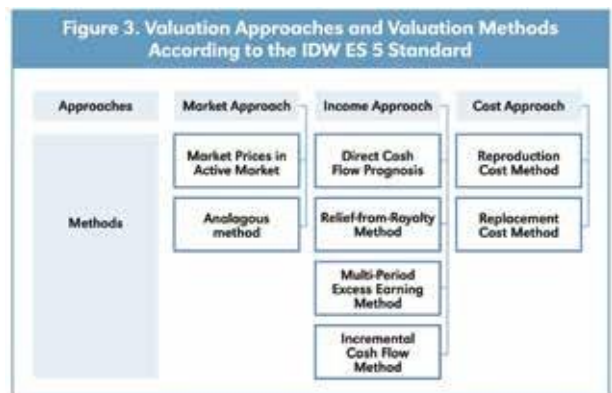 Figure 3. Valuation Approaches and Valuation Methods
According to the IDW ES 5 Standard
Approaches
Market Approach
Income Approach
Cost Approach
Methods
Market Prices in
Active Market
Direct Cash
Flow Prognosis
Reproduction
Cost Method
Analagous
method
Relief-from-Royalty
Method
Replacement
Cost Method
Multi-Period
Excess Earning
Method
Incremental
Cash Flow
Method